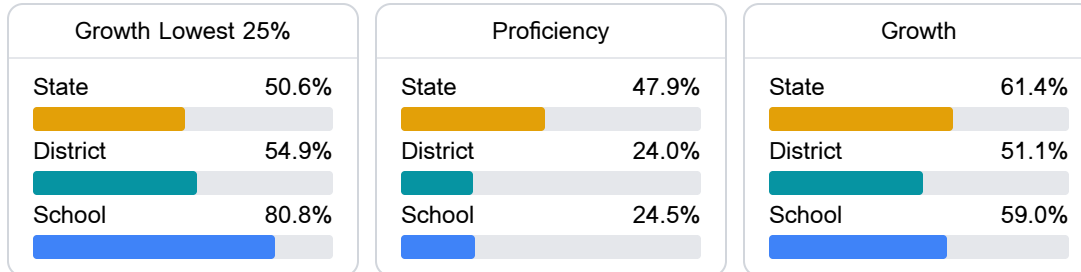 Growth Lowest 25%
State 50.6%
District 54.9%
School 80.8%
Proficiency
State 47.9%
District 24.0%
School 24.5%
Growth
State 61.4%
District 51.1%
School 59.0%